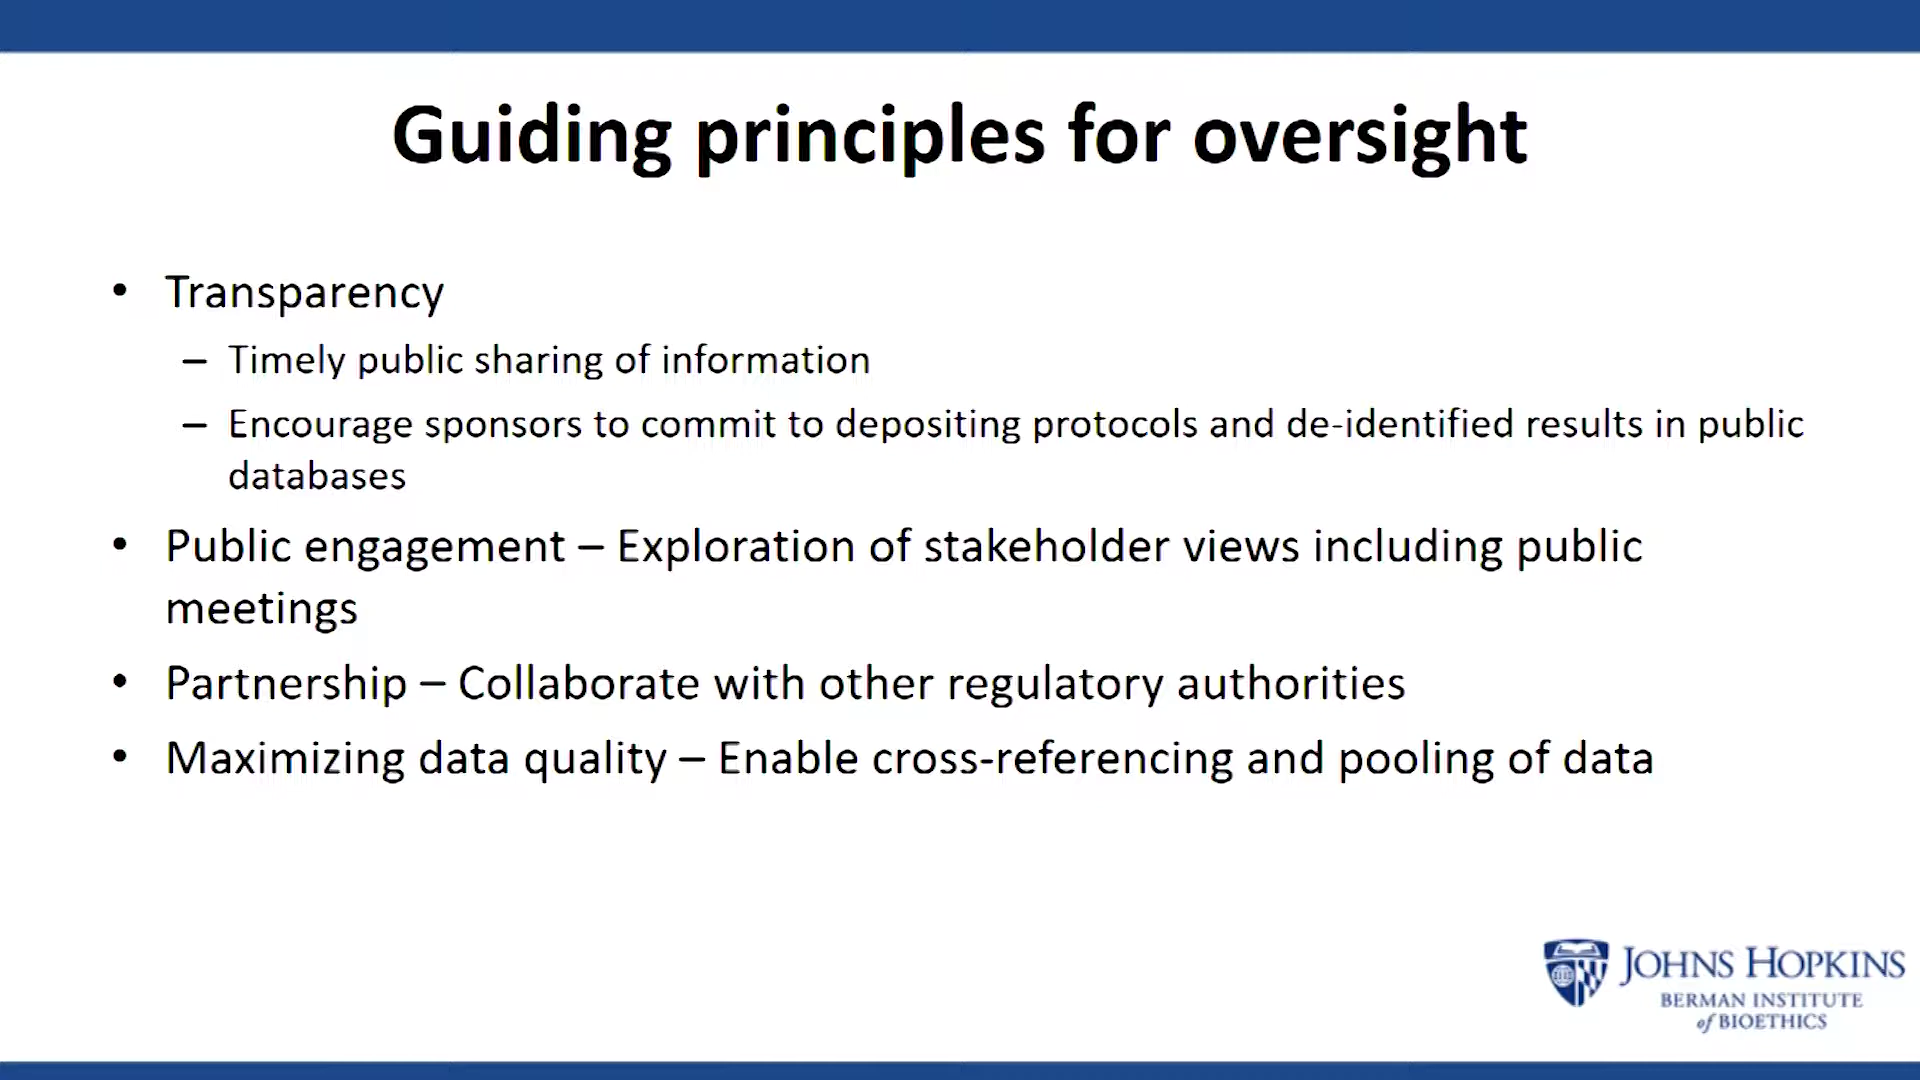 Guiding principles for oversight
• Transparency
– Timely public sharing of information
– Encourage sponsors to commit to depositing protocols and de-identified results in public
databases
• Public engagement – Exploration of stakeholder views including public
meetings
• Partnership – Collaborate with other regulatory authorities
• Maximizing data quality – Enable cross-referencing and pooling of data
JOHNS HOPKINS
BERMAN INSTITUTE
of BIOETHICS